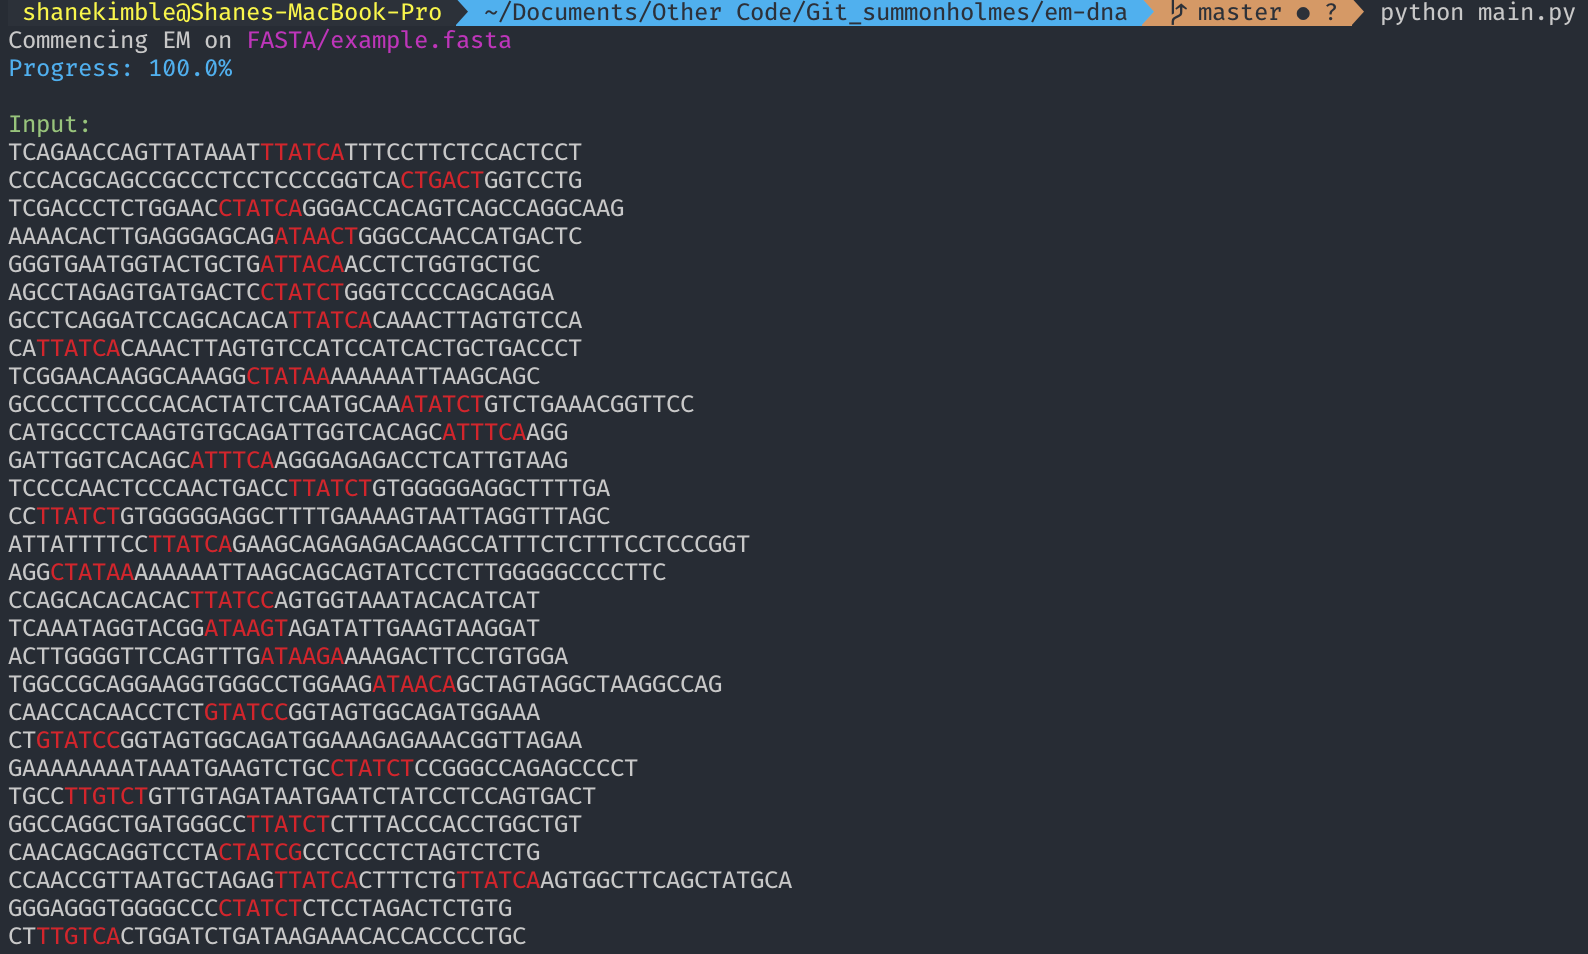 shanekimble@Shanes-MacBook-Pro ~/Documents/Other Code/Git_summonholmes/em-dna master ● ? python main.py
Commencing EM on FASTA/example.fasta
Progress: 100.0%
Input:
TCAGAACCAGTTATAAATTTATCATTTCCTTCTCCACTCCT
CCCACGCAGCCGCCCTCCTCCCCGGTCACTGACTGGTCCTG
TCGACCCTCTGGAACCTATCAGGGACCACAGTCAGCCAGGCAAG
AAAACACTTGAGGGAGCAGATAACTGGGCCAACCATGACTC
GGGTGAATGGTACTGCTGATTACAACCTCTGGTGCTGC
AGCCTAGAGTGATGACTCCTATCTGGGTCCCCAGCAGGA
GCCTCAGGATCCAGCACACATTATCACAAACTTAGTGTCCA
CATTATCACAAACTTAGTGTCCATCCATCACTGCTGACCCT
TCGGAACAAGGCAAAGGCTATAAAAAAAATTAAGCAGC
GCCCCTTCCCCACACTATCTCAATGCAAATATCTGTCTGAAACGGTTCC
CATGCCCTCAAGTGTGCAGATTGGTCACAGCATTTCAAGG
GATTGGTCACAGCATTTCAAGGGAGAGACCTCATTGTAAG
TCCCCAACTCCCAACTGACCTTATCTGTGGGGGAGGCTTTTGA
CCTTATCTGTGGGGGAGGCTTTTGAAAAGTAATTAGGTTTAGC
ATTATTTTCCTTATCAGAAGCAGAGAGACAAGCCATTTCTCTTTCCTCCCGGT
AGGCTATAAAAAAAATTAAGCAGCAGTATCCTCTTGGGGGCCCCTTC
CCAGCACACACACTTATCCAGTGGTAAATACACATCAT
TCAAATAGGTACGGATAAGTAGATATTGAAGTAAGGAT
ACTTGGGGTTCCAGTTTGATAAGAAAAGACTTCCTGTGGA
TGGCCGCAGGAAGGTGGGCCTGGAAGATAACAGCTAGTAGGCTAAGGCCAG
CAACCACAACCTCTGTATCCGGTAGTGGCAGATGGAAA
CTGTATCCGGTAGTGGCAGATGGAAAGAGAAACGGTTAGAA
GAAAAAAAATAAATGAAGTCTGCCTATCTCCGGGCCAGAGCCCCT
TGCCTTGTCTGTTGTAGATAATGAATCTATCCTCCAGTGACT
GGCCAGGCTGATGGGCCTTATCTCTTTACCCACCTGGCTGT
CAACAGCAGGTCCTACTATCGCCTCCCTCTAGTCTCTG
CCAACCGTTAATGCTAGAGTTATCACTTTCTGTTATCAAGTGGCTTCAGCTATGCA
GGGAGGGTGGGGCCCCTATCTCTCCTAGACTCTGTG
CTTTGTCACTGGATCTGATAAGAAACACCACCCCTGC